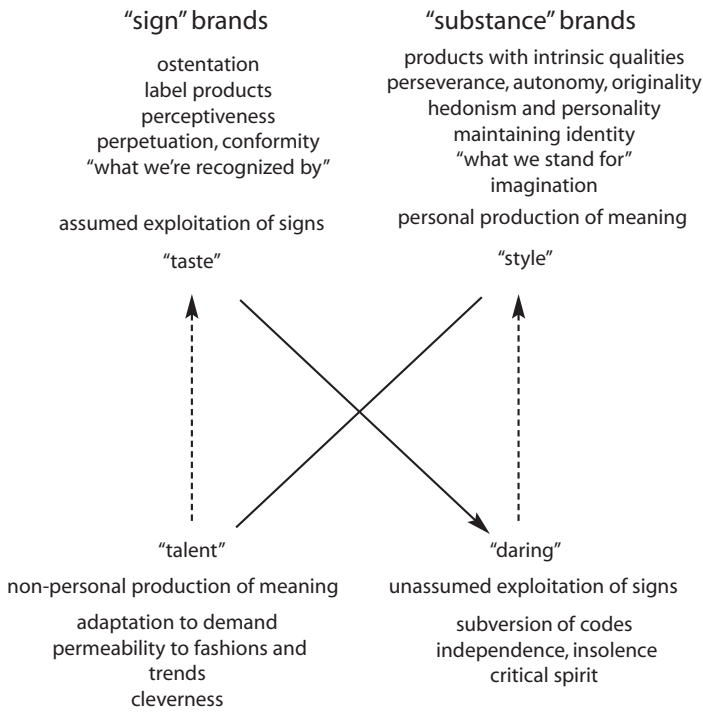 “sign” brands
ostentation
label products
perceptiveness
perpetuation, conformity
“what we’re recognized by”
assumed exploitation of signs
“taste”
“substance” brands
products with intrinsic qualities
perseverance, autonomy, originality
hedonism and personality
maintaining identity
“what we stand for”
imagination
personal production of meaning
“style”
“talent”
non-personal production of meaning
adaptation to demand
permeability to fashions and
trends
cleverness
“daring”
unassumed exploitation of signs
subversion of codes
independence, insolence
critical spirit